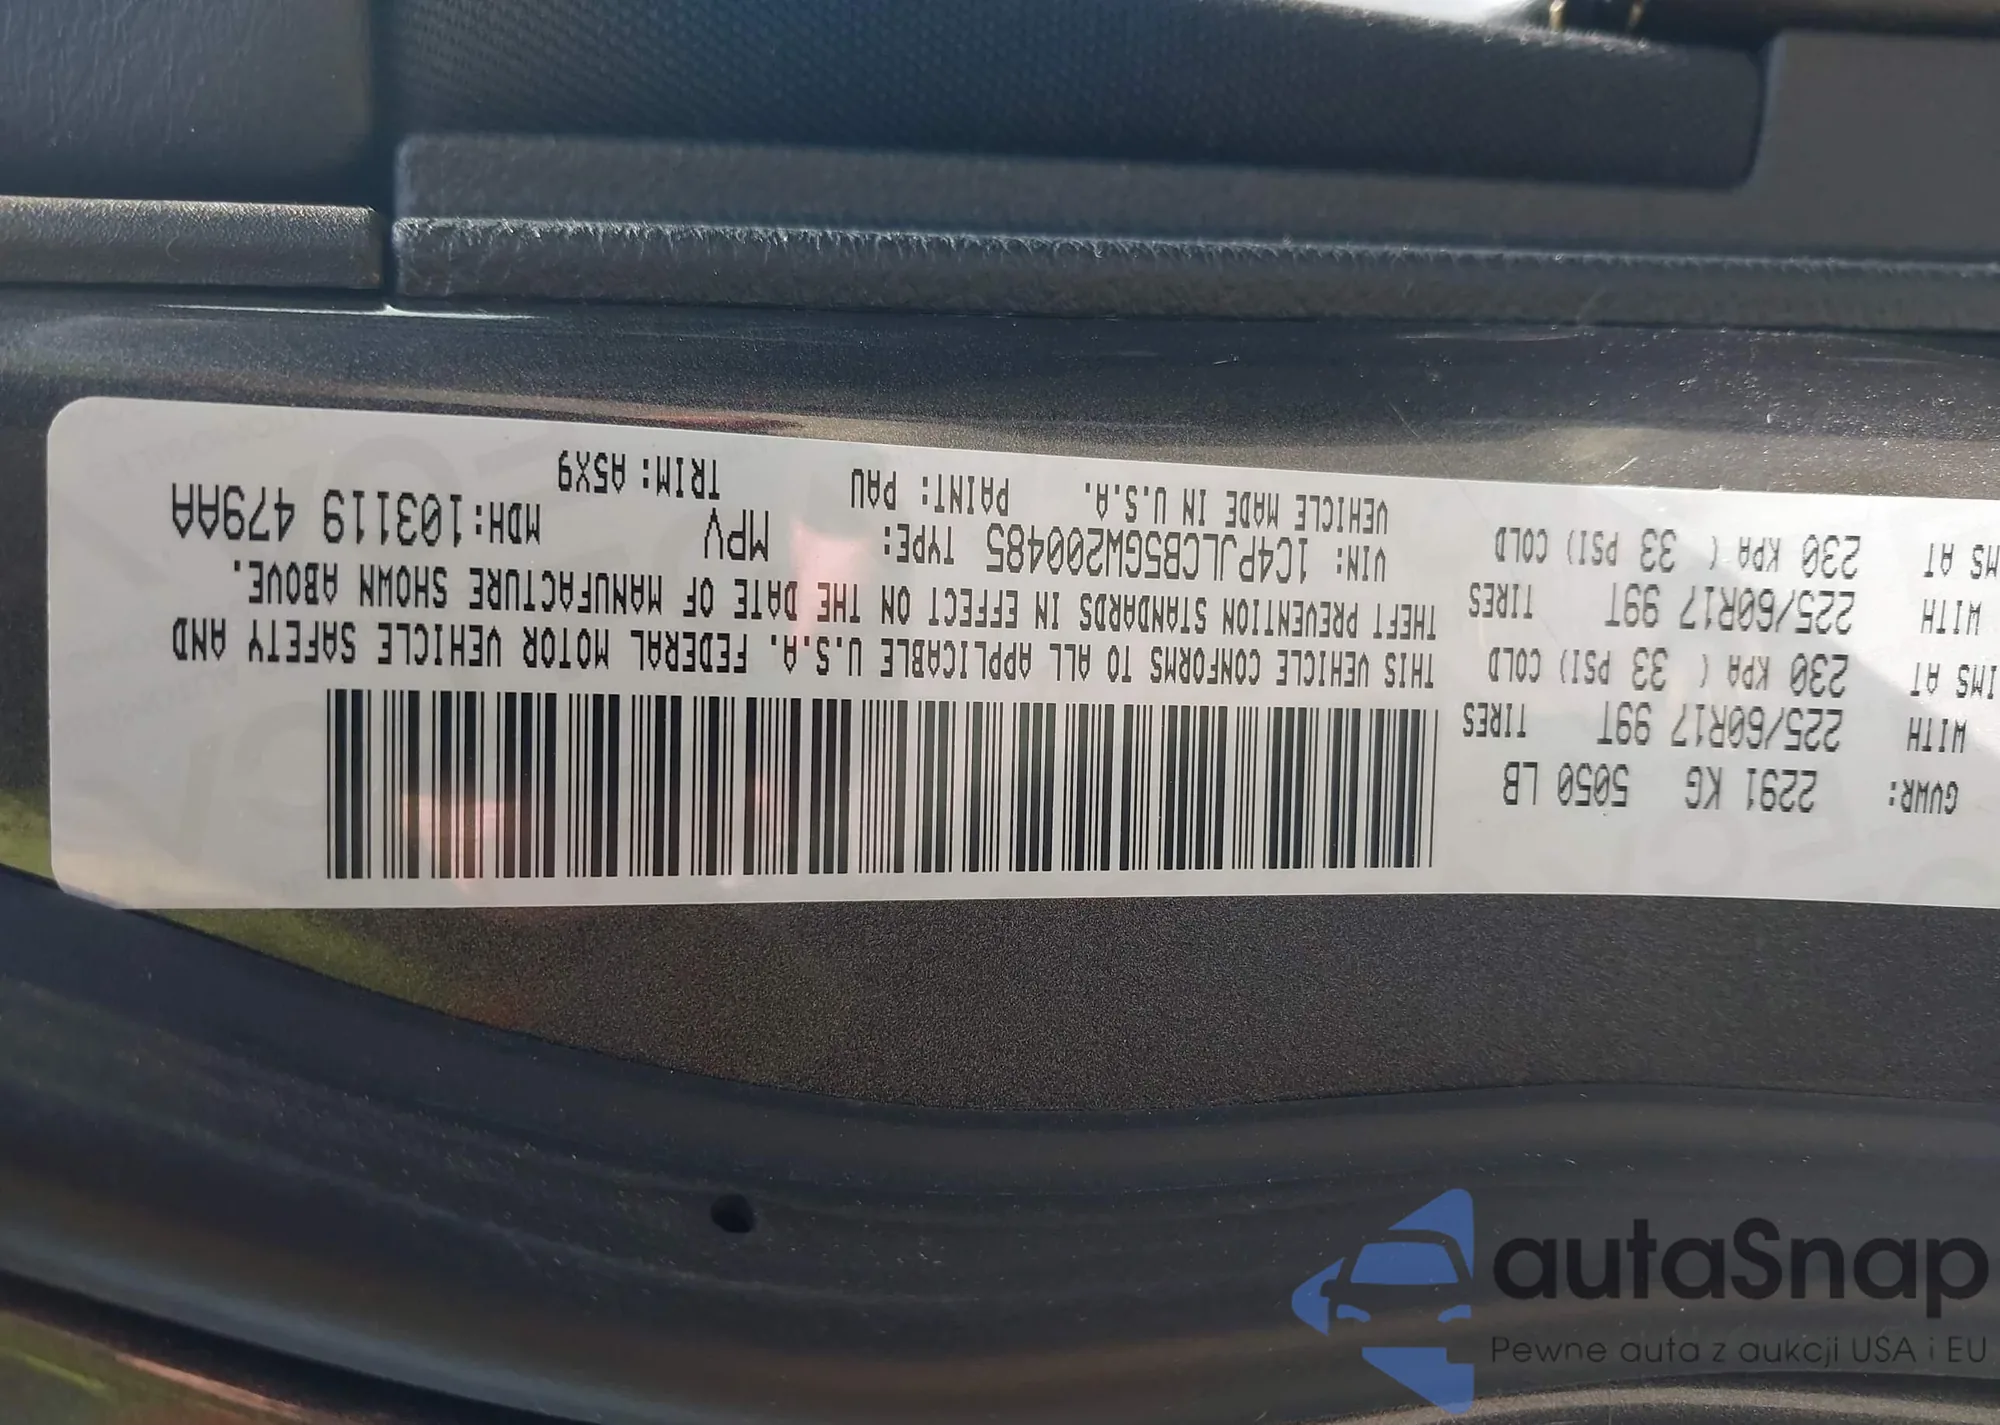 GVWR: 2291 KG 5050 LB
WITH 225/60R17 99T TIRES
IMS AT 230 KPA ( 33 PSI) COLD
WITH 225/60R17 99T TIRES
MS AT 230 KPA ( 33 PSI) COLD
THIS VEHICLE CONFORMS TO ALL APPLICABLE U.S.A. FEDERAL MOTOR VEHICLE SAFETY AND
THEFT PREVENTION STANDARDS IN EFFECT ON THE DATE OF MANUFACTURE SHOWN ABOVE.
VIN: 1C4PJLCB5GW200485 TYPE: MPV MDH:103119 479AA
VEHICLE MADE IN U.S.A. PAINT: PAU TRIM: A5X9
autaSnap
Pewne auta z aukcji USA i EU